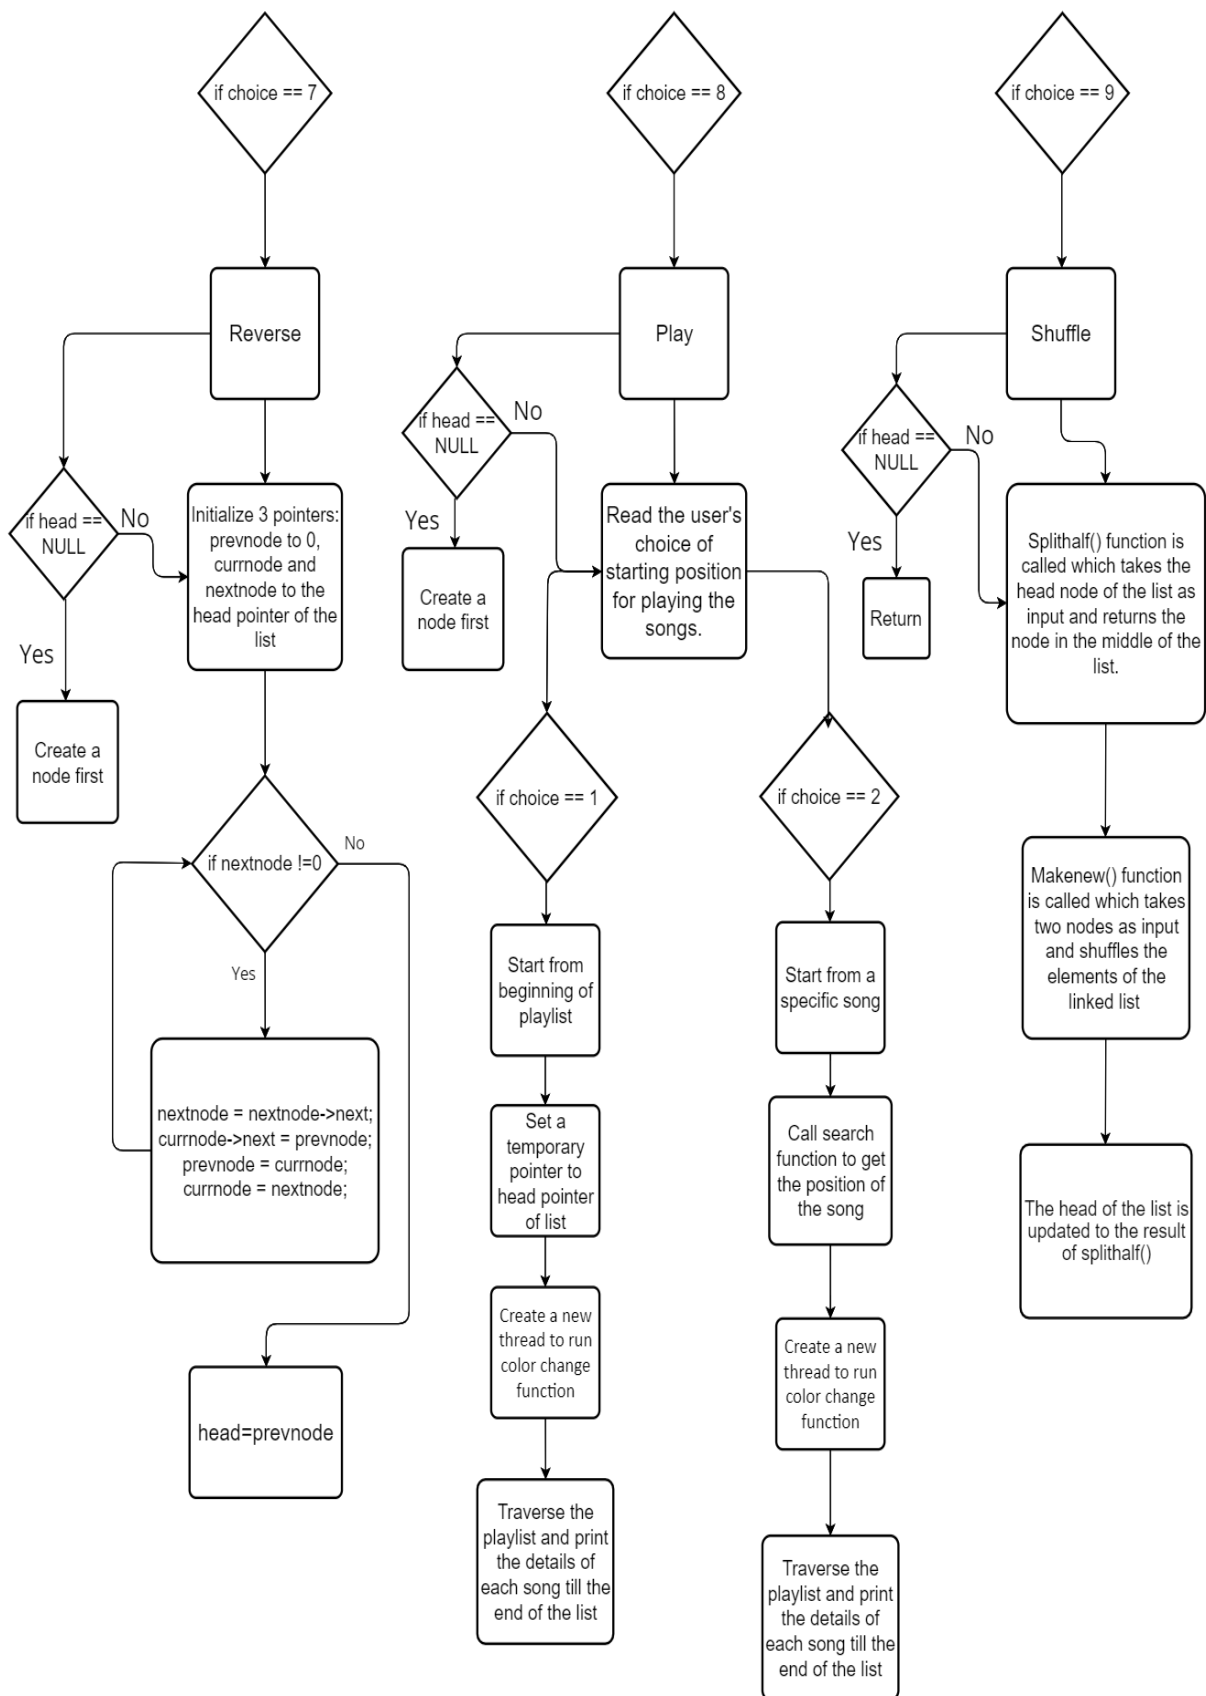 if choice == 7
Reverse
if head ==
NULL
No
Yes
Create a
node first
Initialize 3 pointers:
prevnode to 0,
currnode and
nextnode to the
head pointer of the
list
if nextnode !=0
No
Yes
nextnode = nextnode->next;
currnode->next = prevnode;
prevnode = currnode;
currnode = nextnode;
head=prevnode
if choice == 8
Play
if head ==
NULL
No
Yes
Create a
node first
Read the user's
choice of
starting position
for playing the
songs.
if choice == 1
Start from
beginning of
playlist
Set a
temporary
pointer to
head pointer
of list
Create a new
thread to run
color change
function
Traverse the
playlist and print
the details of
each song till the
end of the list
if choice == 2
Start from a
specific song
Call search
function to get
the position of
the song
Create a new
thread to run
color change
function
Traverse the
playlist and print
the details of
each song till the
end of the list
if choice == 9
Shuffle
if head ==
NULL
No
Yes
Return
Splithalf() function is
called which takes the
head node of the list as
input and returns the
node in the middle of the
list.
Makenew() function
is called which takes
two nodes as input
and shuffles the
elements of the
linked list
The head of the list is
updated to the result
of splithalf()